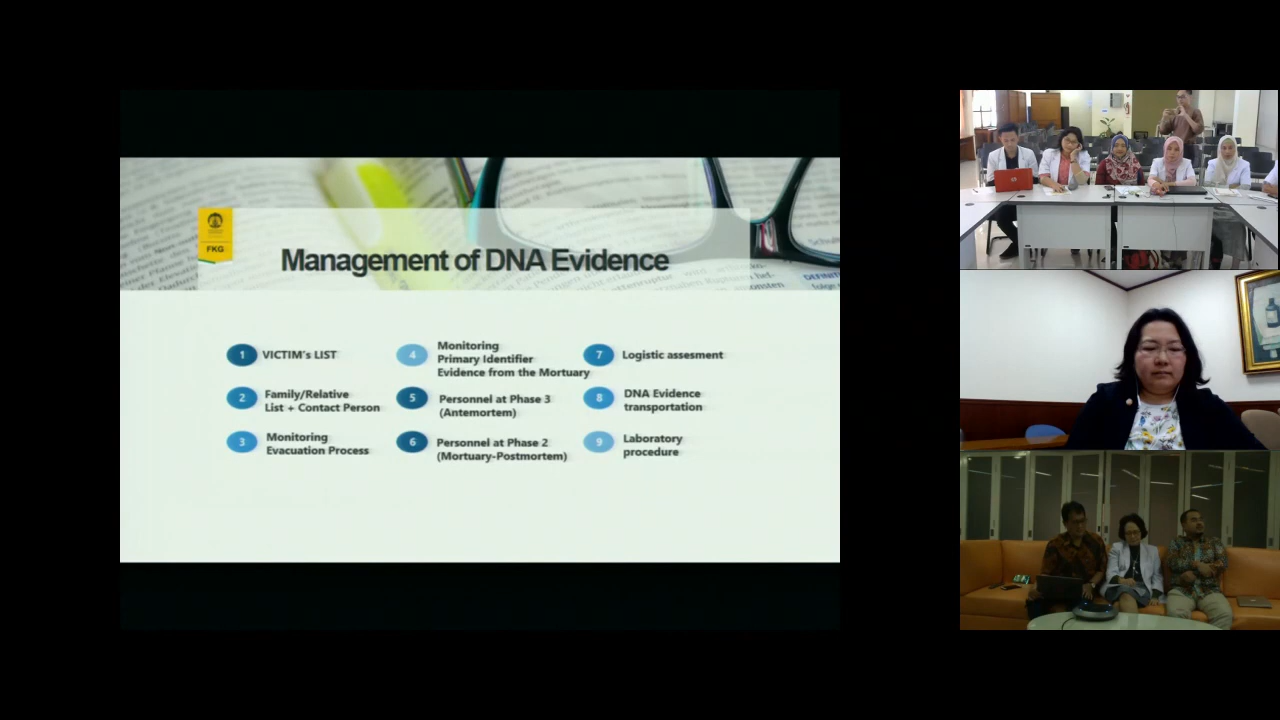 FKG
Management of DNA Evidence
1 VICTIM's LIST
2 Family/Relative
List + Contact Person
3 Monitoring
Evacuation Process
4 Monitoring
Primary Identifier
Evidence from the Mortuary
5 Personnel at Phase 3
(Antemortem)
6 Personnel at Phase 2
(Mortuary-Postmortem)
7 Logistic assesment
8 DNA Evidence
transportation
9 Laboratory
procedure